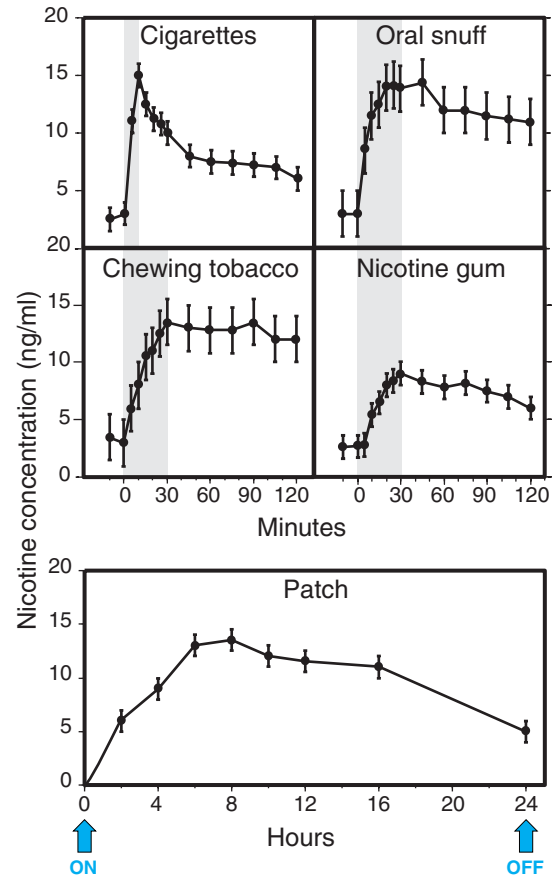 Nicotine concentration (ng/ml)
20
15
10
5
20
15
10
5
0
Cigarettes
Oral snuff
Chewing tobacco
Nicotine gum
0 30 60 90 120
0 30 60 90 120
Minutes
20
15
10
5
0
Patch
0 4 8 12 16 20 24
Hours
ON
OFF